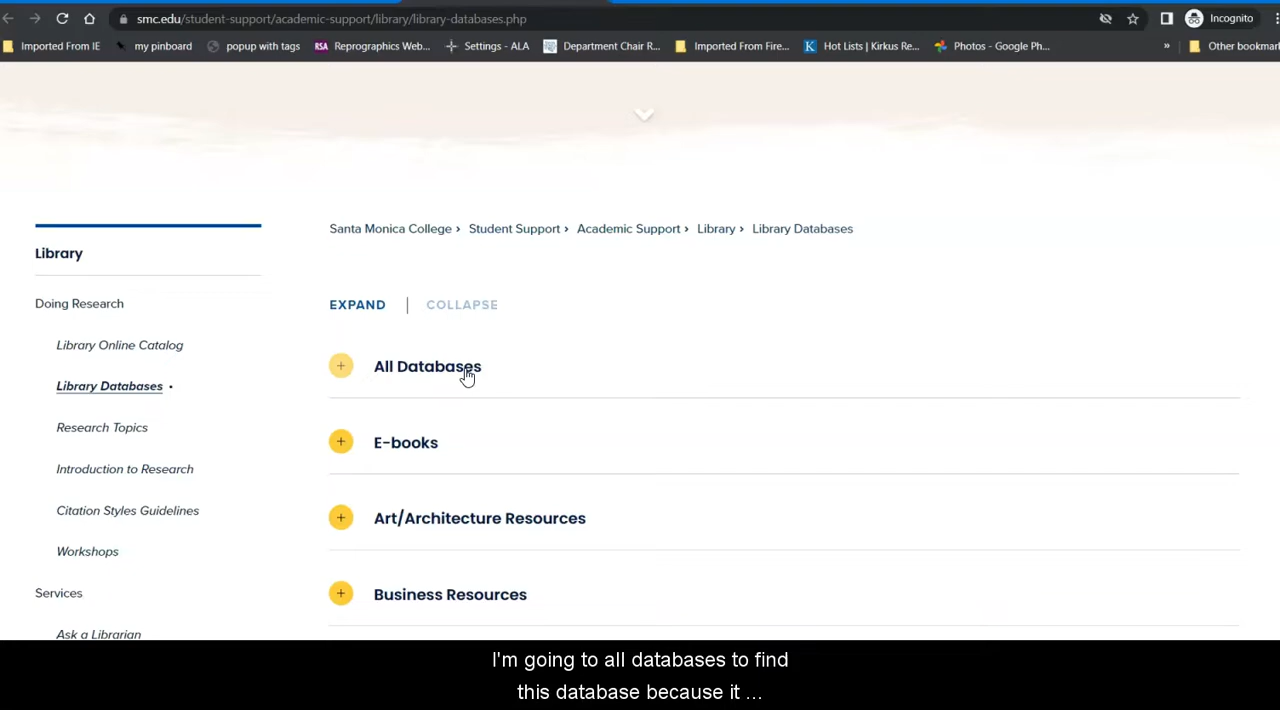 smc.edu/student-support/academic-support/library/library-databases.php
Incognito
Imported From IE
my pinboard
popup with tags
RSA Reprographics Web...
Settings - ALA
Department Chair R...
Imported From Fire...
K Hot Lists | Kirkus Re...
Photos - Google Ph...
»
Other bookmar
Santa Monica College › Student Support › Academic Support › Library › Library Databases
Library
EXPAND | COLLAPSE
Doing Research
Library Online Catalog
Library Databases •
Research Topics
Introduction to Research
Citation Styles Guidelines
Workshops
Services
Ask a Librarian
+ All Databases
+ E-books
+ Art/Architecture Resources
+ Business Resources
I'm going to all databases to find
this database because it ...